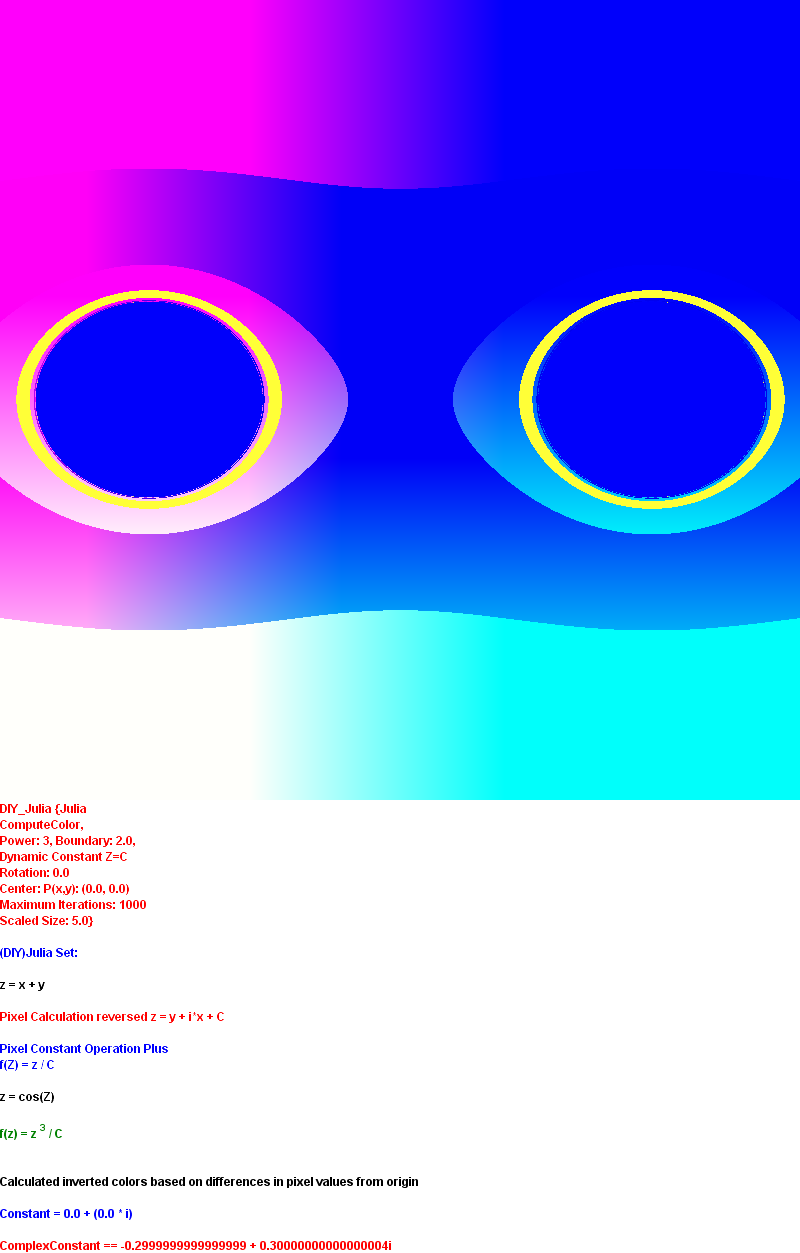 DIY_Julia {Julia
ComputeColor,
Power: 3, Boundary: 2.0,
Dynamic Constant Z=C
Rotation: 0.0
Center: P(x,y): (0.0, 0.0)
Maximum Iterations: 1000
Scaled Size: 5.0}
(DIY)Julia Set:
z = x + y
Pixel Calculation reversed z = y + i*x + C
Pixel Constant Operation Plus
f(Z) = z / C
z = cos(Z)
f(z) = z ³ / C
Calculated inverted colors based on differences in pixel values from origin
Constant = 0.0 + (0.0 * i)
ComplexConstant == -0.2999999999999999 + 0.30000000000000004i